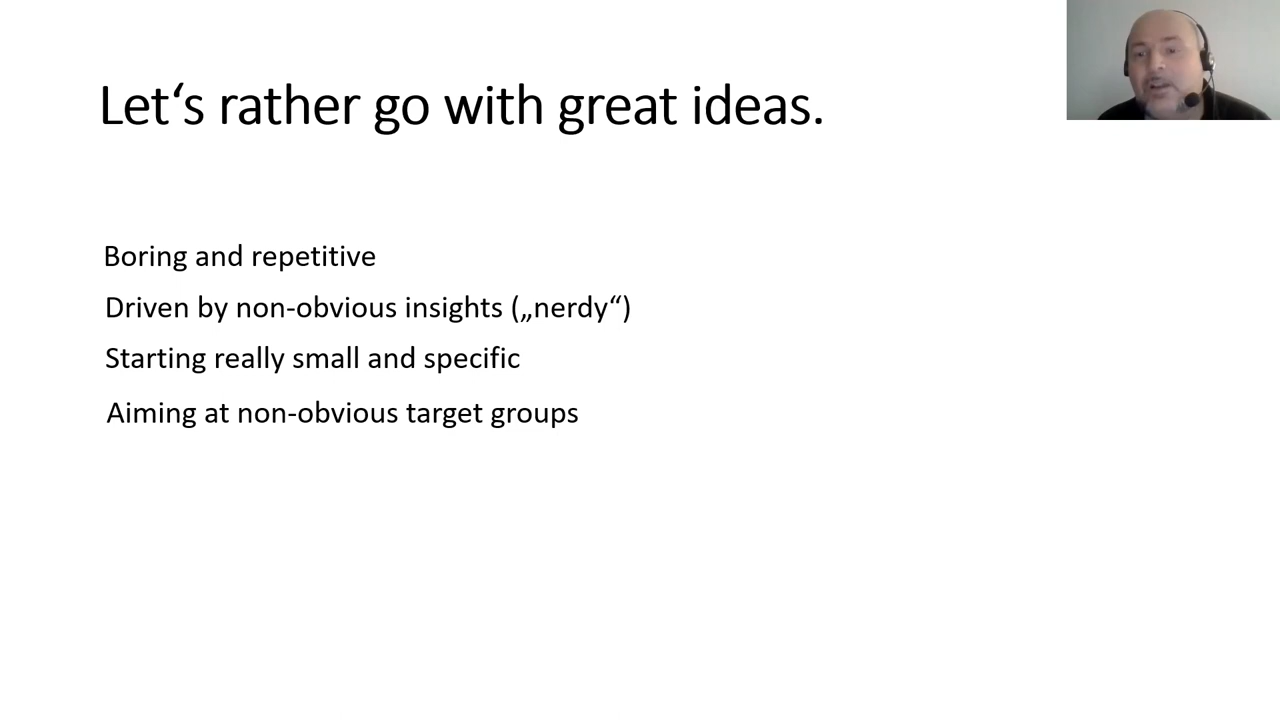 Let‘s rather go with great ideas.
Boring and repetitive
Driven by non-obvious insights („nerdy“)
Starting really small and specific
Aiming at non-obvious target groups